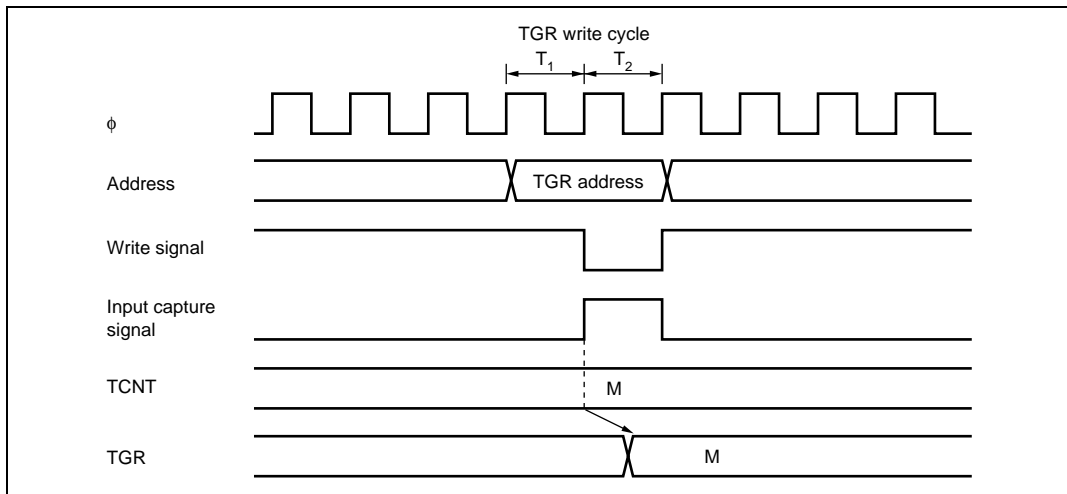 TGR write cycle
T1 T2
ϕ
Address
TGR address
Write signal
Input capture
signal
TCNT
M
TGR
M